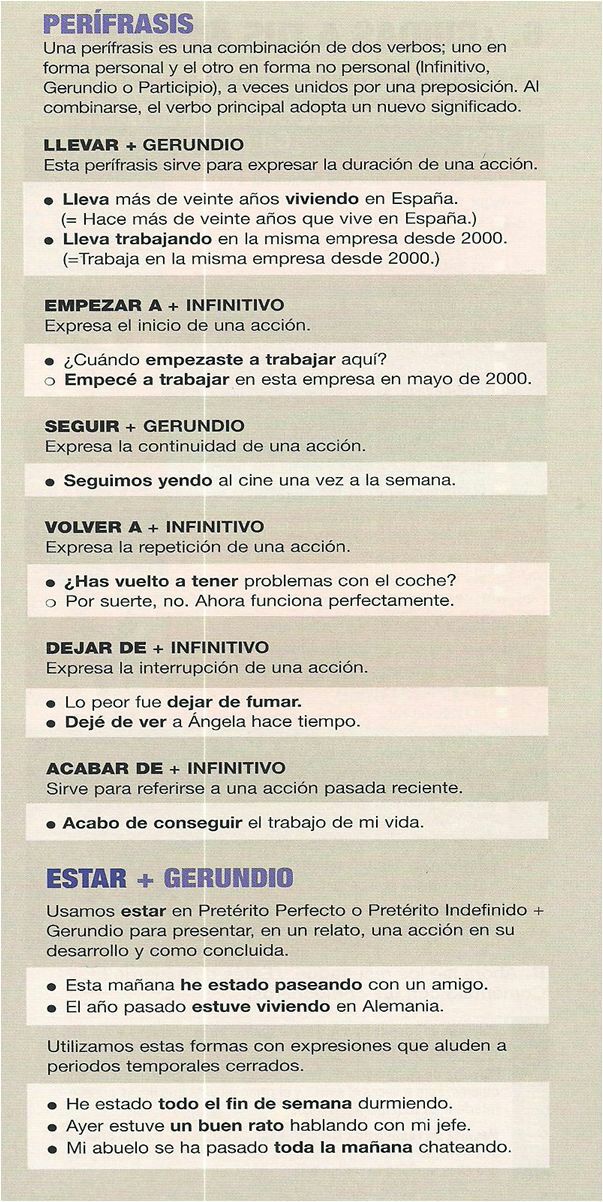 PERÍFRASIS
Una perífrasis es una combinación de dos verbos; uno en
forma personal y el otro en forma no personal (Infinitivo,
Gerundio o Participio), a veces unidos por una preposición. Al
combinarse, el verbo principal adopta un nuevo significado.
LLEVAR + GERUNDIO
Esta perífrasis sirve para expresar la duración de una acción.
● Lleva más de veinte años viviendo en España.
(= Hace más de veinte años que vive en España.)
● Lleva trabajando en la misma empresa desde 2000.
(=Trabaja en la misma empresa desde 2000.)
EMPEZAR A + INFINITIVO
Expresa el inicio de una acción.
● ¿Cuándo empezaste a trabajar aquí?
○ Empecé a trabajar en esta empresa en mayo de 2000.
SEGUIR + GERUNDIO
Expresa la continuidad de una acción.
● Seguimos yendo al cine una vez a la semana.
VOLVER A + INFINITIVO
Expresa la repetición de una acción.
● ¿Has vuelto a tener problemas con el coche?
○ Por suerte, no. Ahora funciona perfectamente.
DEJAR DE + INFINITIVO
Expresa la interrupción de una acción.
● Lo peor fue dejar de fumar.
● Dejé de ver a Ángela hace tiempo.
ACABAR DE + INFINITIVO
Sirve para referirse a una acción pasada reciente.
● Acabo de conseguir el trabajo de mi vida.
ESTAR + GERUNDIO
Usamos estar en Pretérito Perfecto o Pretérito Indefinido +
Gerundio para presentar, en un relato, una acción en su
desarrollo y como concluida.
● Esta mañana he estado paseando con un amigo.
● El año pasado estuve viviendo en Alemania.
Utilizamos estas formas con expresiones que aluden a
periodos temporales cerrados.
● He estado todo el fin de semana durmiendo.
● Ayer estuve un buen rato hablando con mi jefe.
● Mi abuelo se ha pasado toda la mañana chateando.